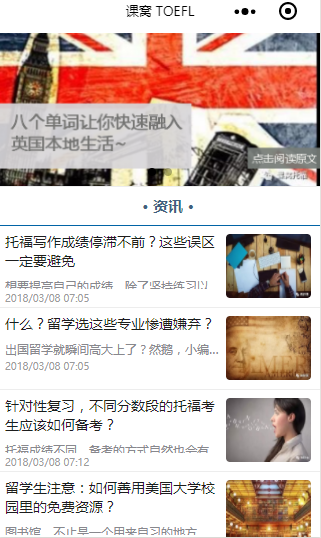 课窝 TOEFL
八个单词让你快速融入
英国本地生活~
点击阅读原文
• 资讯 •
托福写作成绩停滞不前？这些误区
一定要避免
想要提高自己的成绩，除了坚持练习以
2018/03/08 07:05
什么？留学选这些专业惨遭嫌弃？
出国留学就瞬间高大上了？然鹅，小编...
2018/03/08 07:05
针对性复习，不同分数段的托福考
生应该如何备考？
托福成绩不同，备考的方式自然也会有
2018/03/08 07:12
留学生注意：如何善用美国大学校
园里的免费资源？
图书馆，不止是一个用来自习的地方